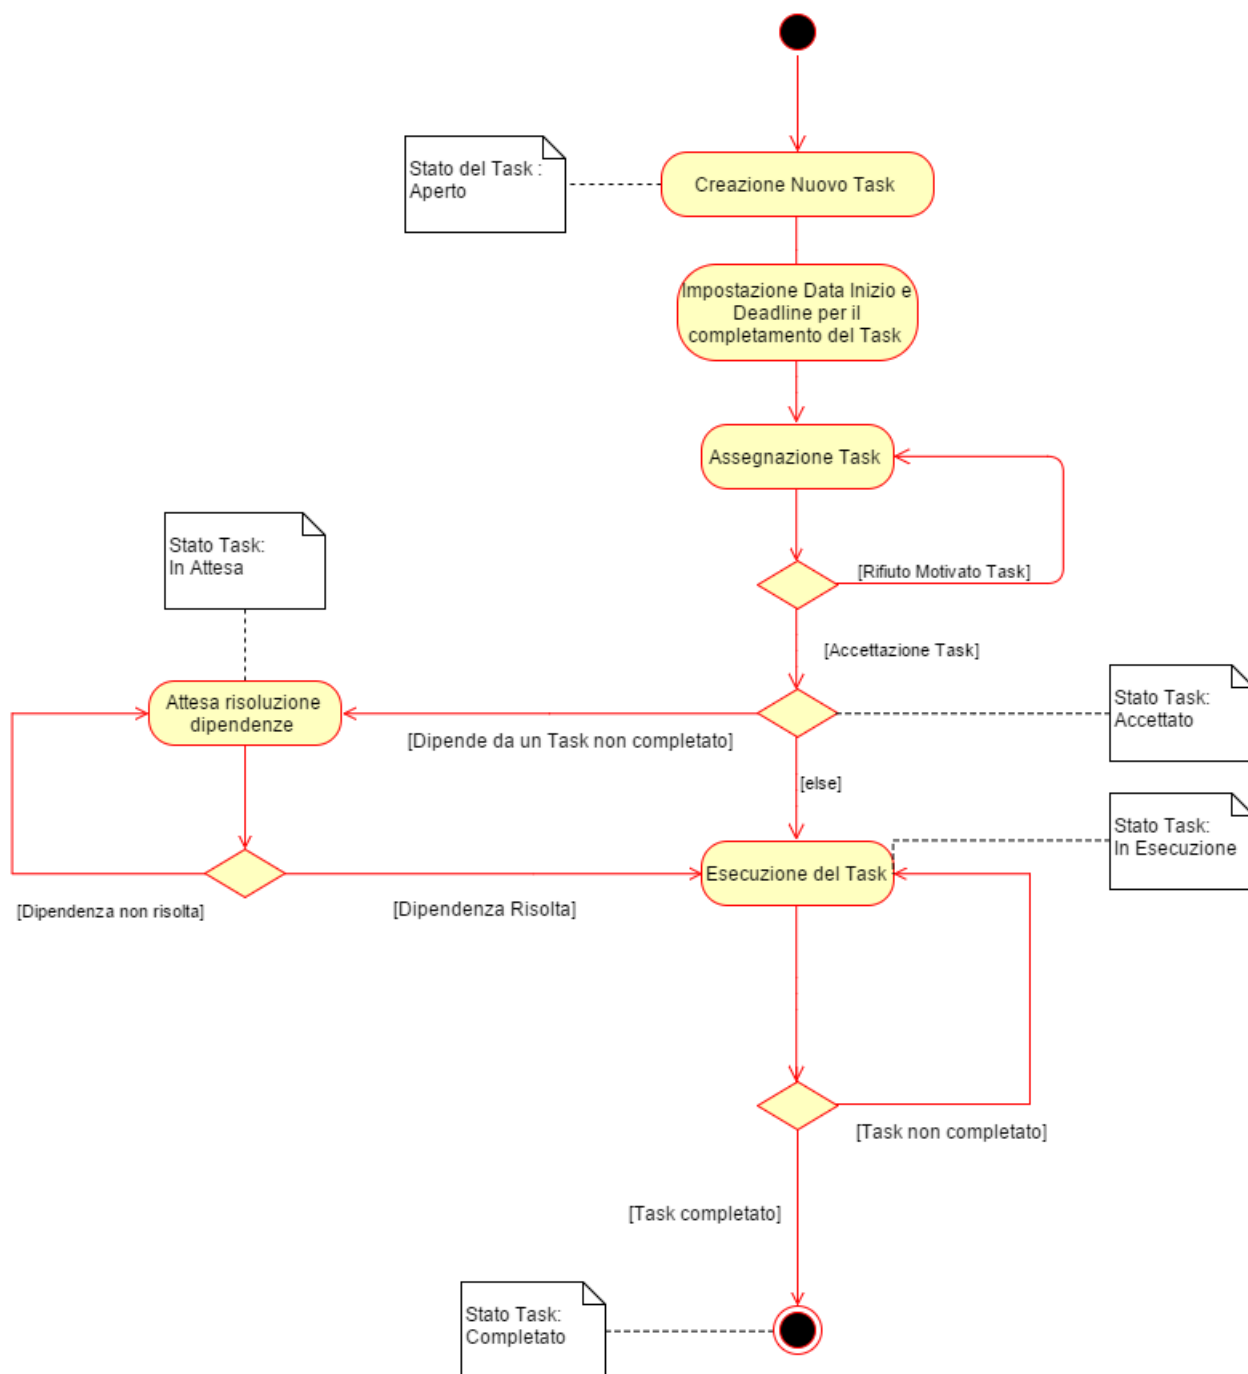 Stato del Task :
Aperto
Creazione Nuovo Task
Impostazione Data Inizio e
Deadline per il
completamento del Task
Assegnazione Task
[Rifiuto Motivato Task]
Stato Task:
In Attesa
[Accettazione Task]
Attesa risoluzione
dipendenze
[Dipende da un Task non completato]
Stato Task:
Accettato
[else]
Stato Task:
In Esecuzione
Esecuzione del Task
[Dipendenza non risolta]
[Dipendenza Risolta]
[Task non completato]
[Task completato]
Stato Task:
Completato